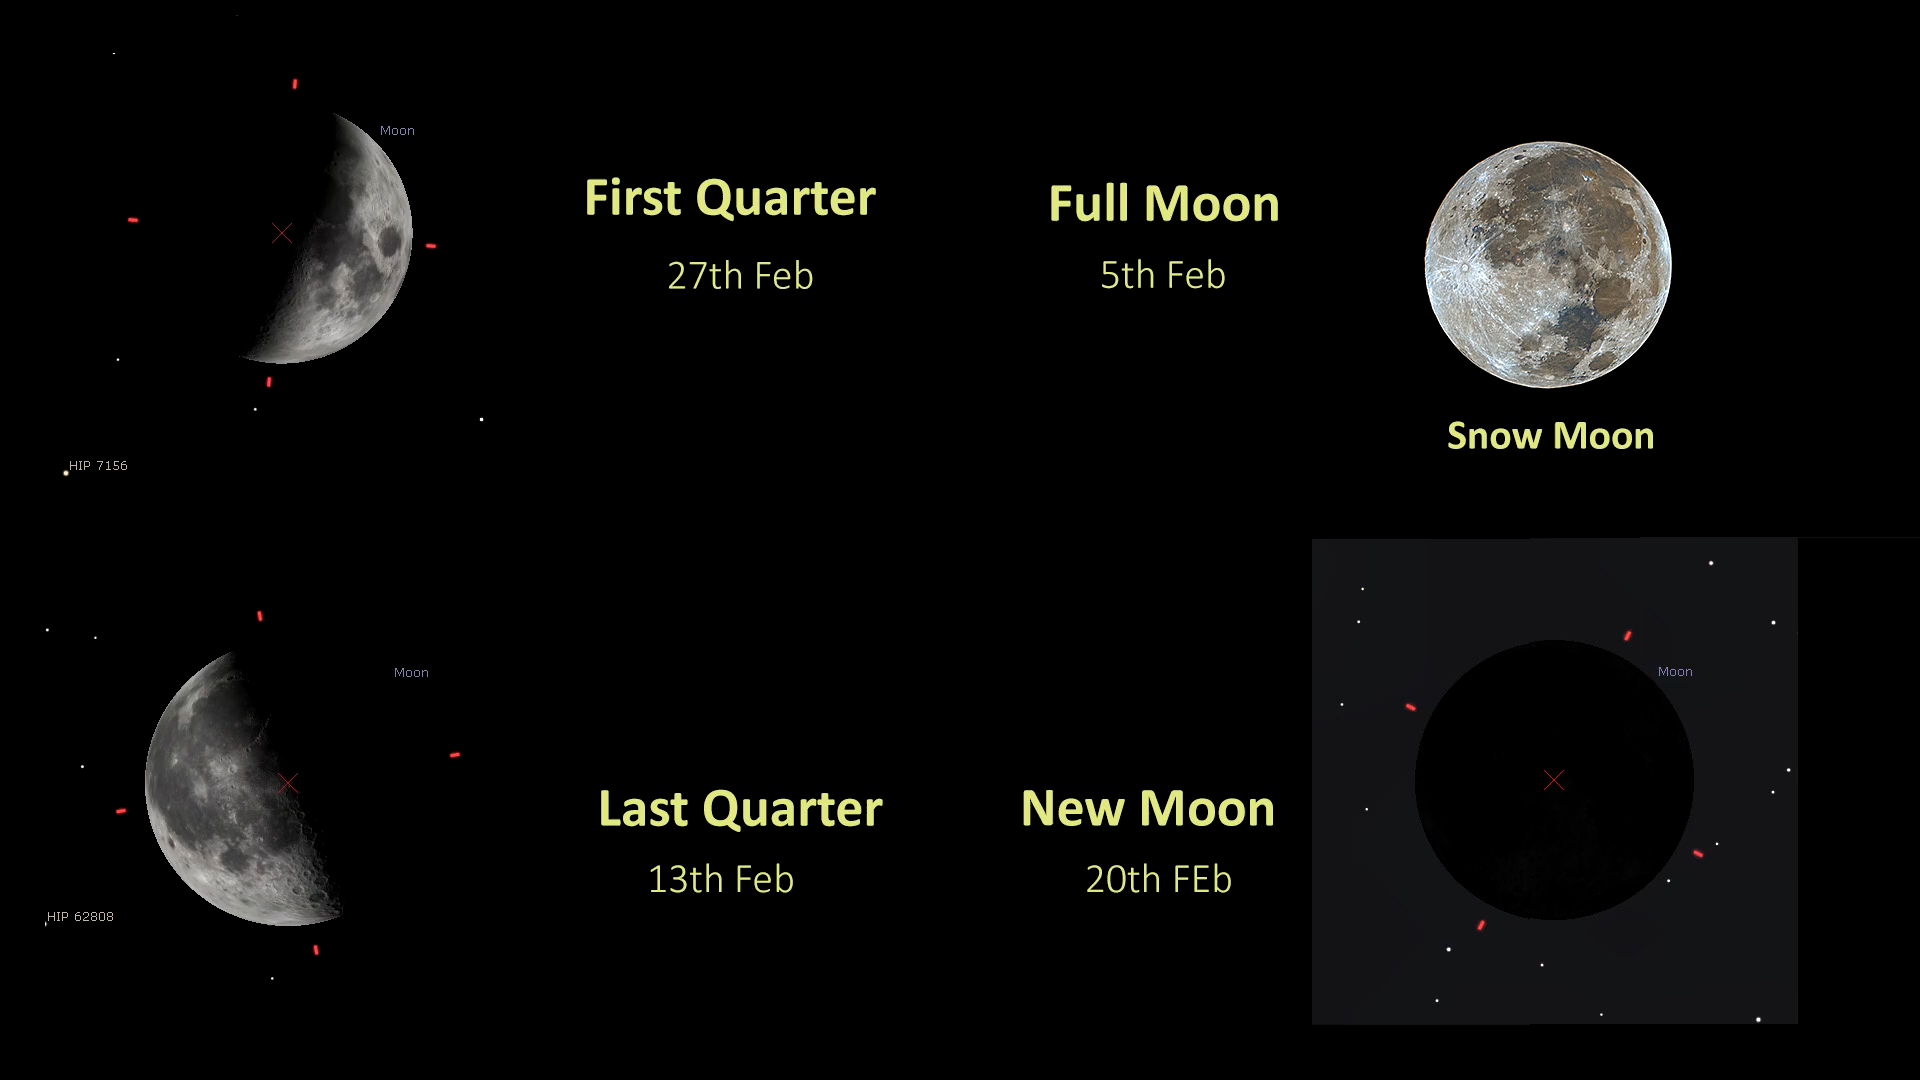 Moon
First Quarter
27th Feb
Full Moon
5th Feb
Snow Moon
HIP 7156
Moon
Last Quarter
13th Feb
HIP 62808
New Moon
20th FEb
Moon